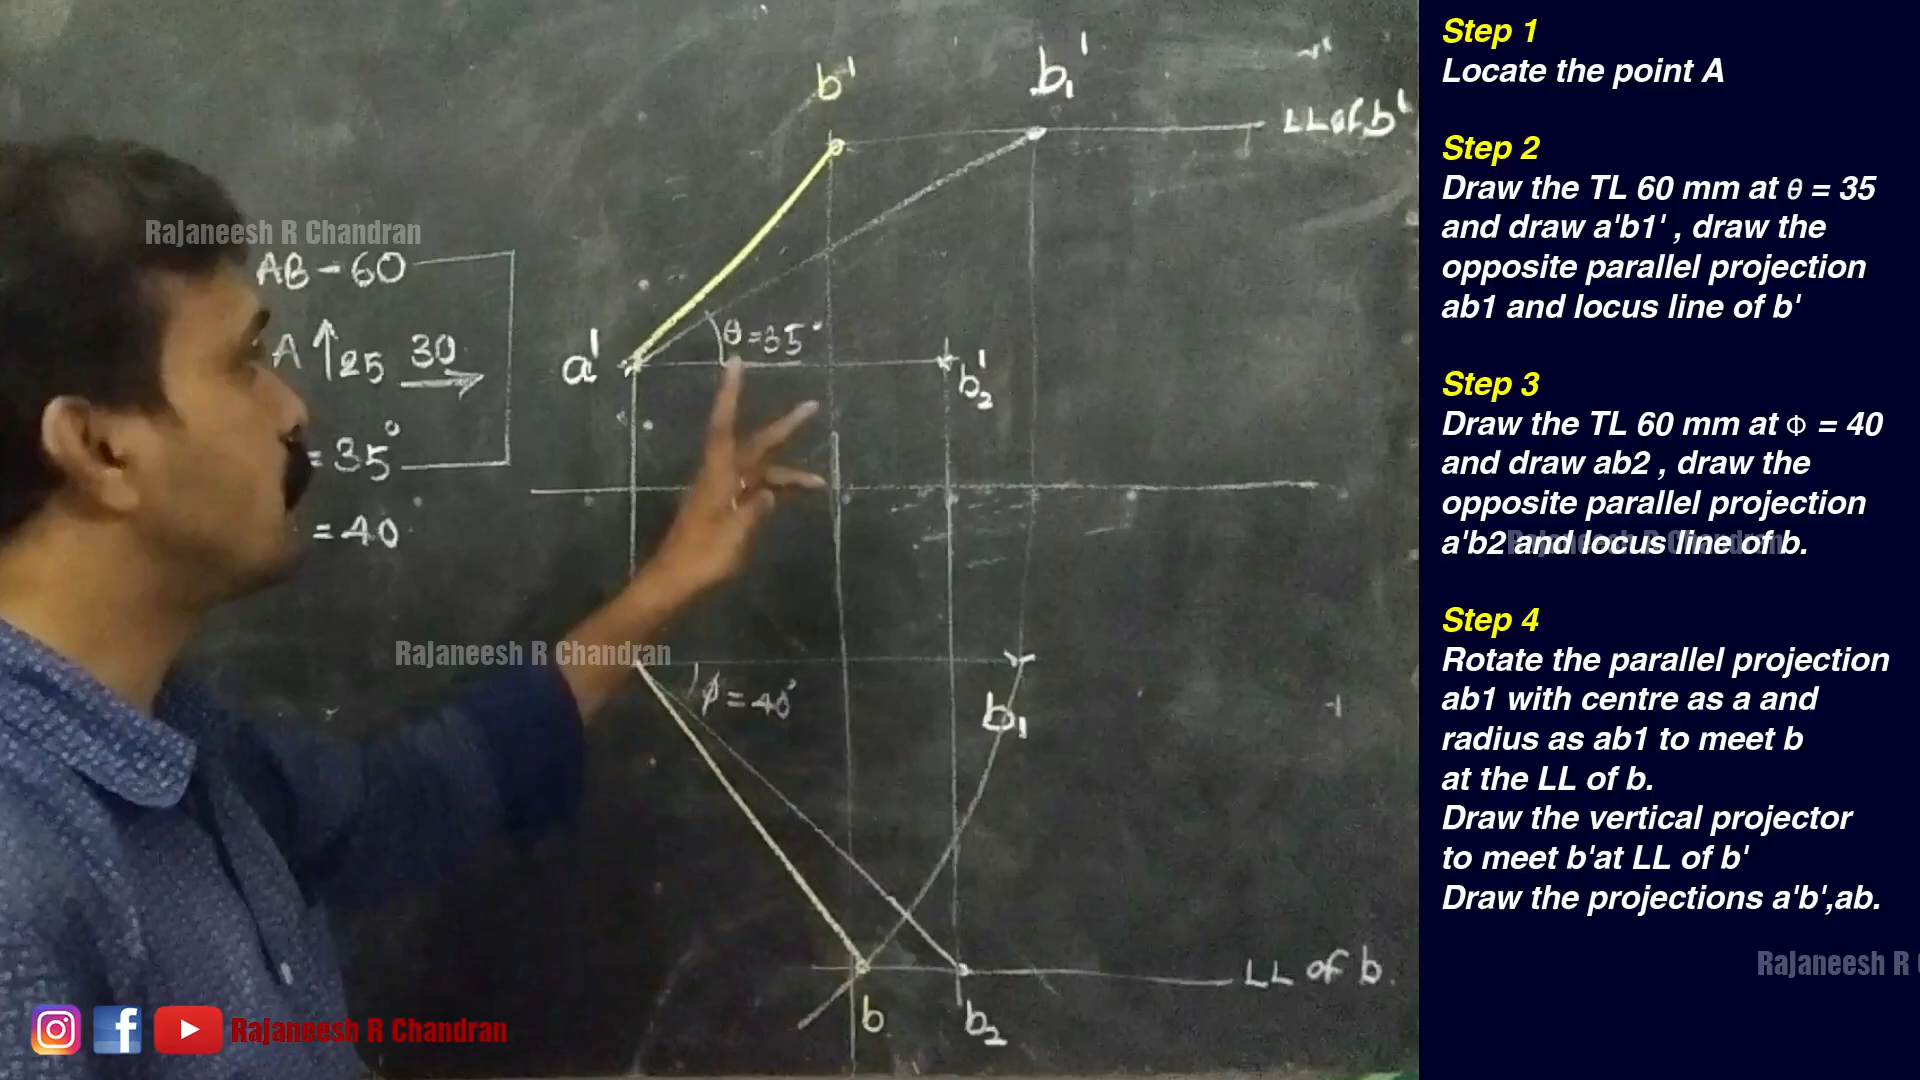 b'
b₁'
LL of b'
Rajaneesh R Chandran
AB - 60
A ↑ 25 30
θ = 35°
a'
b₂'
= 35°
= 40
Rajaneesh R Chandran
φ = 40°
b₁
LL of b.
b
b₂
Rajaneesh R Chandran
Step 1
Locate the point A
Step 2
Draw the TL 60 mm at θ = 35
and draw a'b1' , draw the
opposite parallel projection
ab1 and locus line of b'
Step 3
Draw the TL 60 mm at Φ = 40
and draw ab2 , draw the
opposite parallel projection
a'b2 and locus line of b.
Rajaneesh R Chandran
Step 4
Rotate the parallel projection
ab1 with centre as a and
radius as ab1 to meet b
at the LL of b.
Draw the vertical projector
to meet b'at LL of b'
Draw the projections a'b',ab.
Rajaneesh R